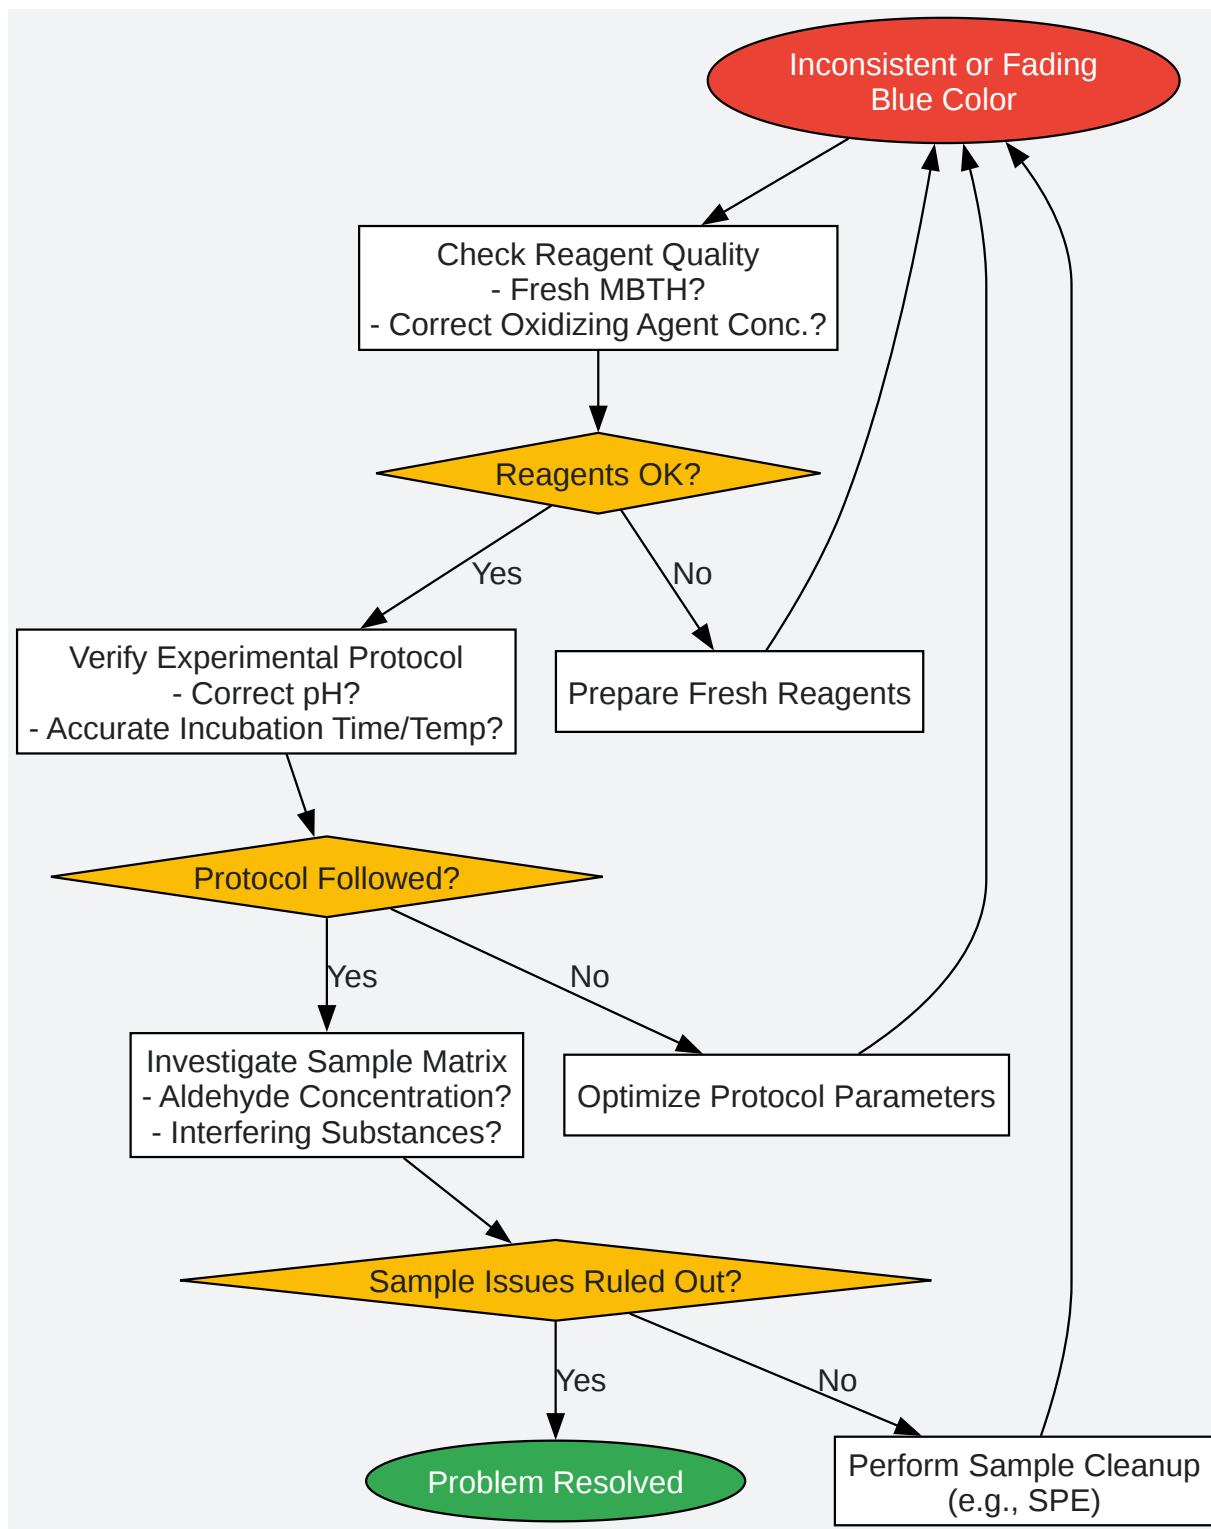 Inconsistent or Fading
Blue Color
Check Reagent Quality
- Fresh MBTH?
- Correct Oxidizing Agent Conc.?
Reagents OK?
Yes
No
Verify Experimental Protocol
- Correct pH?
- Accurate Incubation Time/Temp?
Prepare Fresh Reagents
Protocol Followed?
Yes
No
Investigate Sample Matrix
- Aldehyde Concentration?
- Interfering Substances?
Optimize Protocol Parameters
Sample Issues Ruled Out?
Yes
No
Problem Resolved
Perform Sample Cleanup
(e.g., SPE)